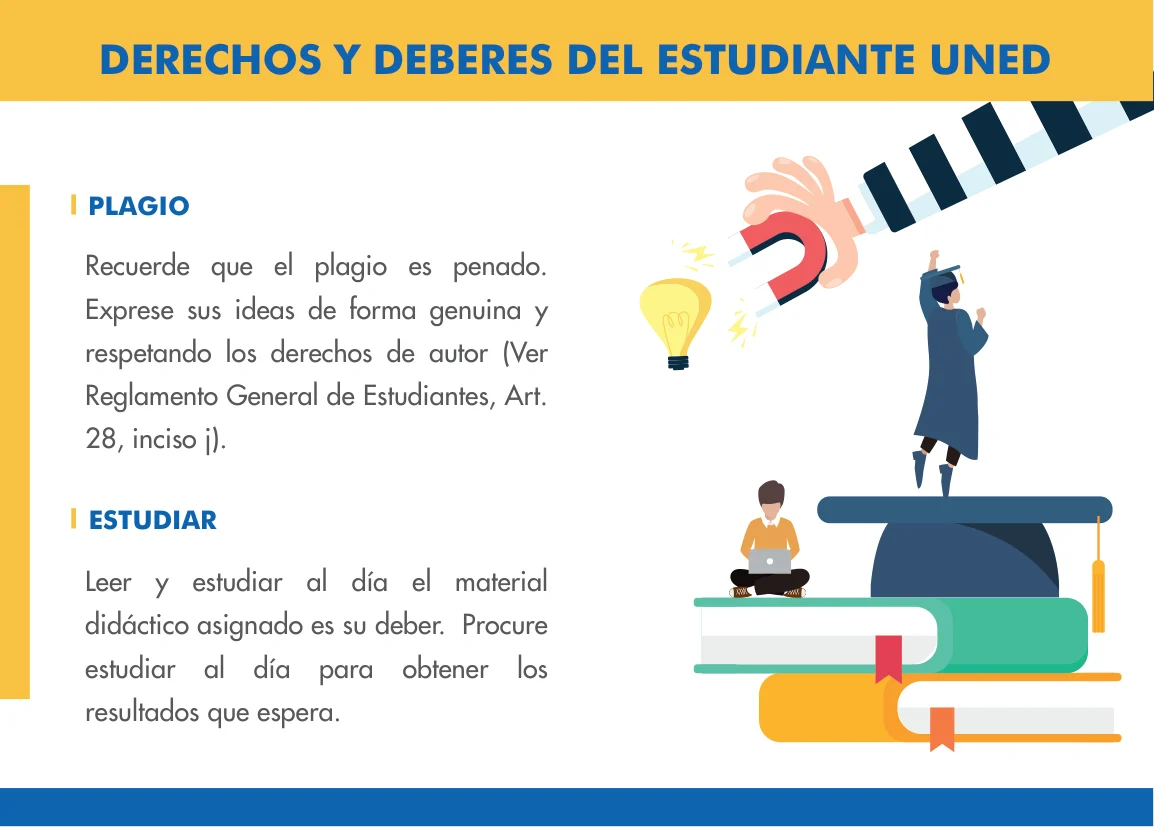 DERECHOS Y DEBERES DEL ESTUDIANTE UNED
PLAGIO
Recuerde que el plagio es penado.
Exprese sus ideas de forma genuina y
respetando los derechos de autor (Ver
Reglamento General de Estudiantes, Art.
28, inciso j).
ESTUDIAR
Leer y estudiar al día el material
didáctico asignado es su deber.  Procure
estudiar al día para obtener los
resultados que espera.